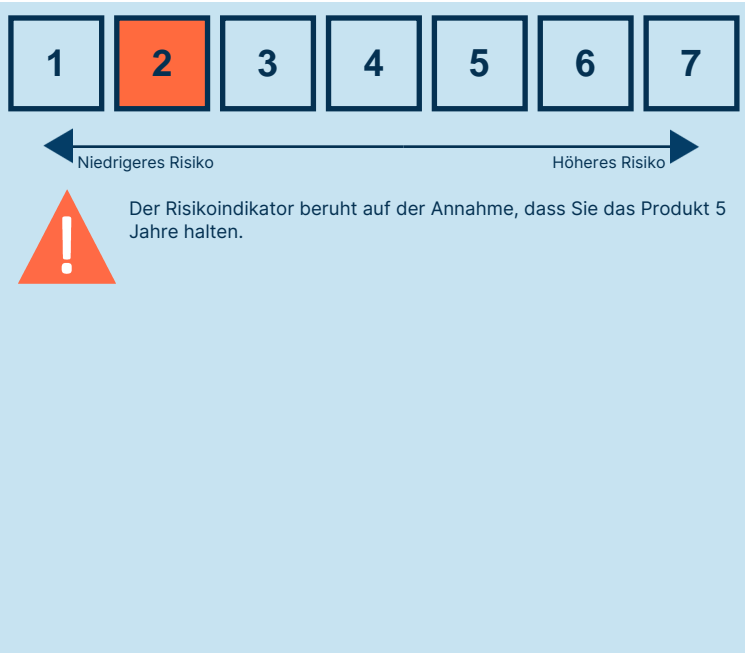 1 2 3 4 5 6 7
Niedrigeres Risiko Höheres Risiko
!
Der Risikoindikator beruht auf der Annahme, dass Sie das Produkt 5
Jahre halten.